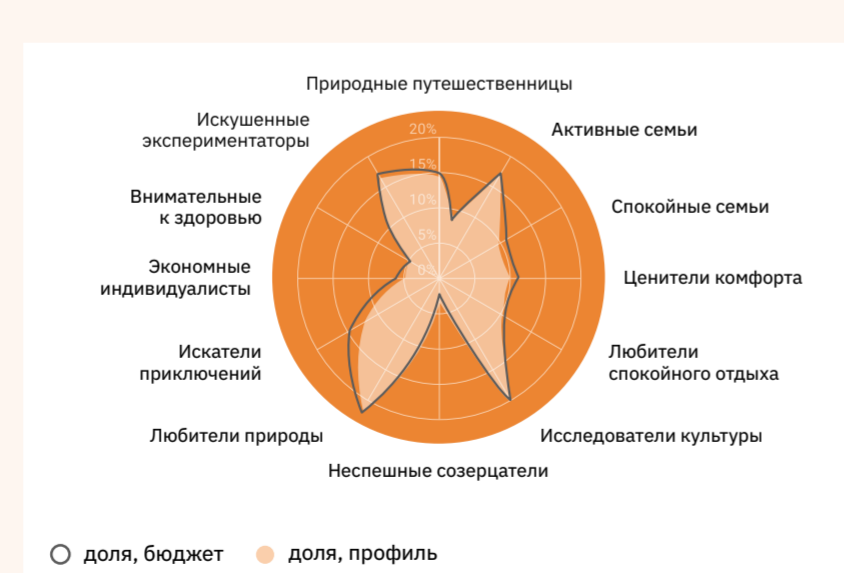 Природные путешественницы
Искушенные
экспериментаторы
Активные семьи
Внимательные
к здоровью
Спокойные семьи
Экономные
индивидуалисты
Ценители комфорта
Искатели
приключений
Любители
спокойного отдыха
Любители природы
Исследователи культуры
Неспешные созерцатели
20%
15%
10%
5%
0%
доля, бюджет
доля, профиль